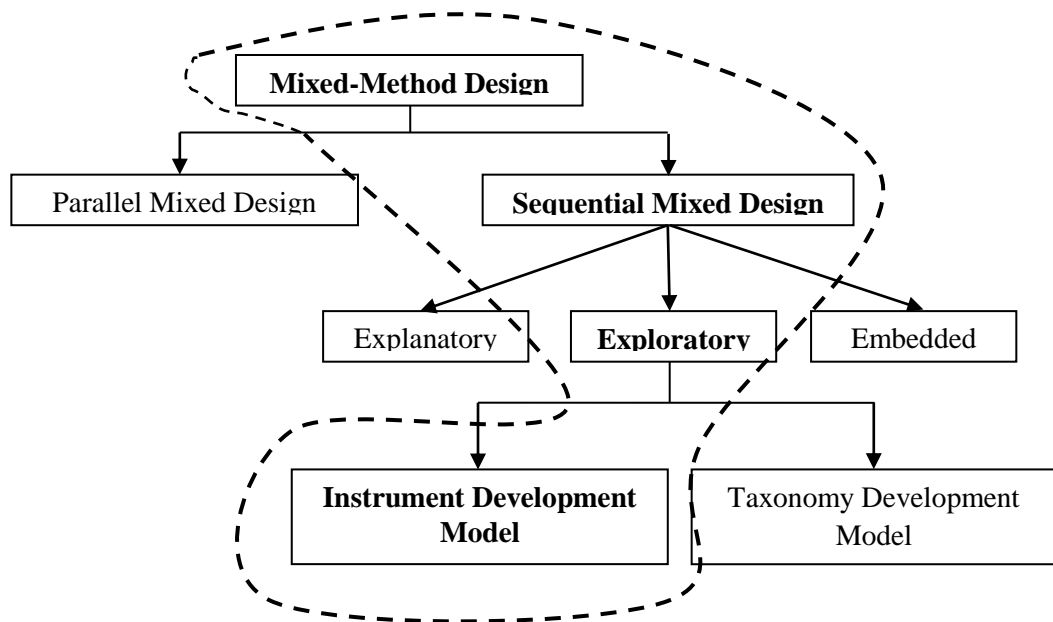 Mixed-Method Design
Parallel Mixed Design
Sequential Mixed Design
Explanatory
Exploratory
Embedded
Instrument Development
Model
Taxonomy Development
Model